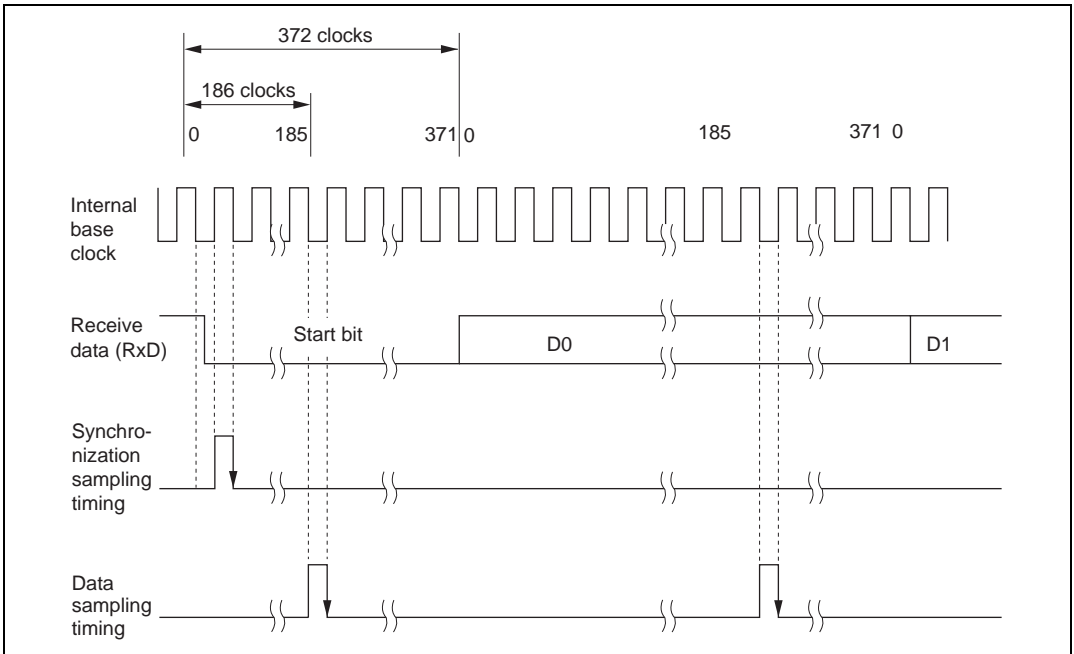 372 clocks
186 clocks
0 185 371 0 185 371 0
Internal
base
clock
Receive
data (RxD)
Start bit
D0
D1
Synchro-
nization
sampling
timing
Data
sampling
timing